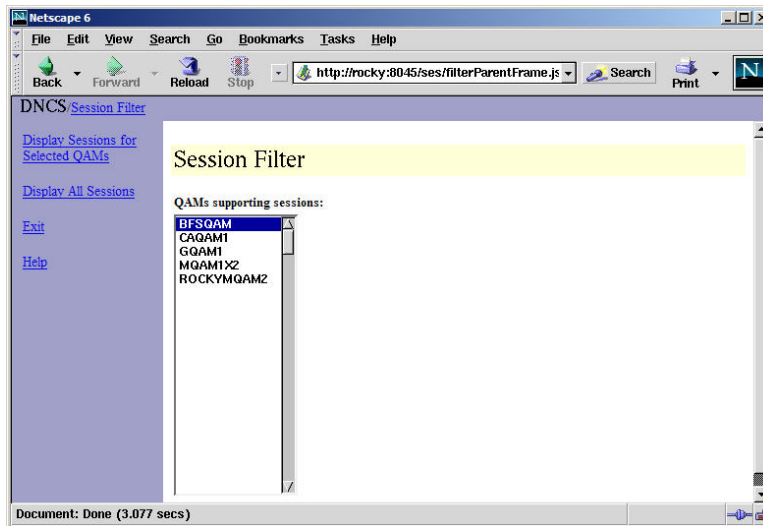 Netscape 6
File Edit View Search Go Bookmarks Tasks Help
Back Forward Reload Stop http://rocky:8045/ses/filterParentFrame.js Search Print N
DNCS/Session Filter
Display Sessions for
Selected QAMs
Display All Sessions
Exit
Help
Session Filter
QAMs supporting sessions:
BFSQAM
CAQAM1
GQAM1
MQAM1X2
ROCKYMQAM2
Document: Done (3.077 secs)